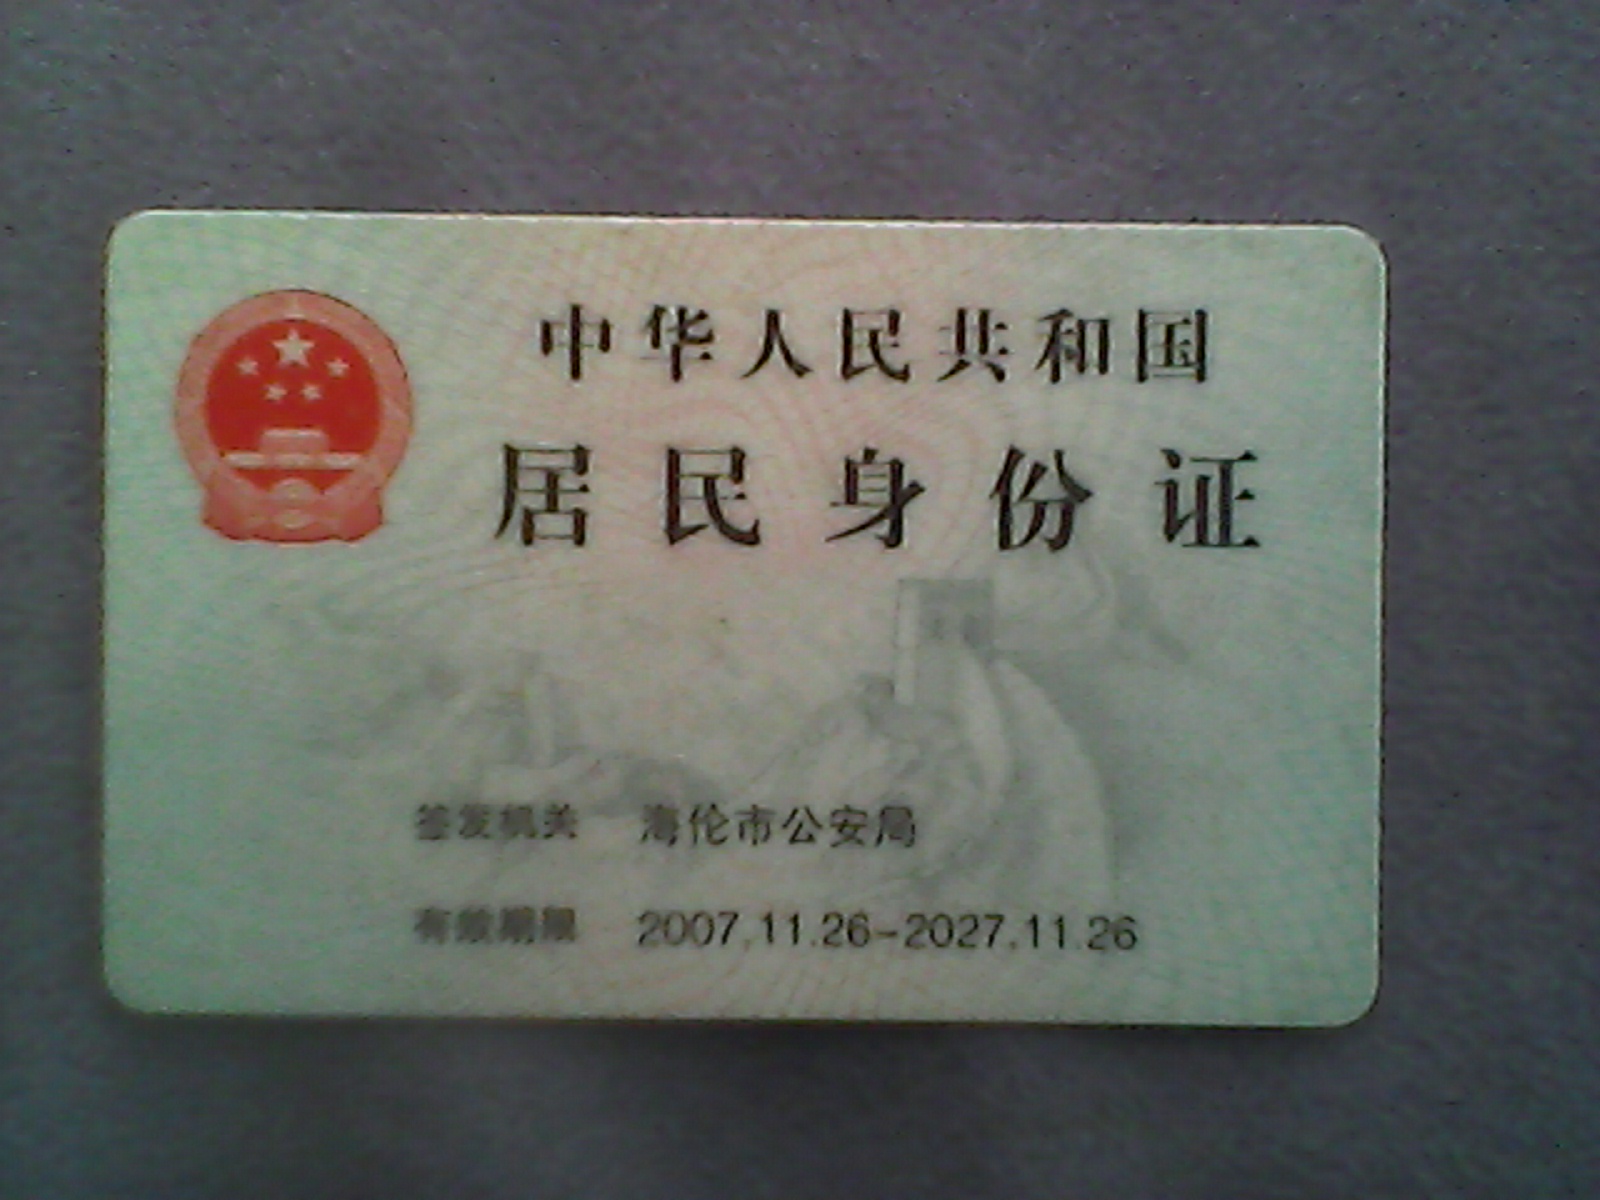 中华人民共和国
居民身份证
签发机关 海伦市公安局
有效期限 2007.11.26-2027.11.26